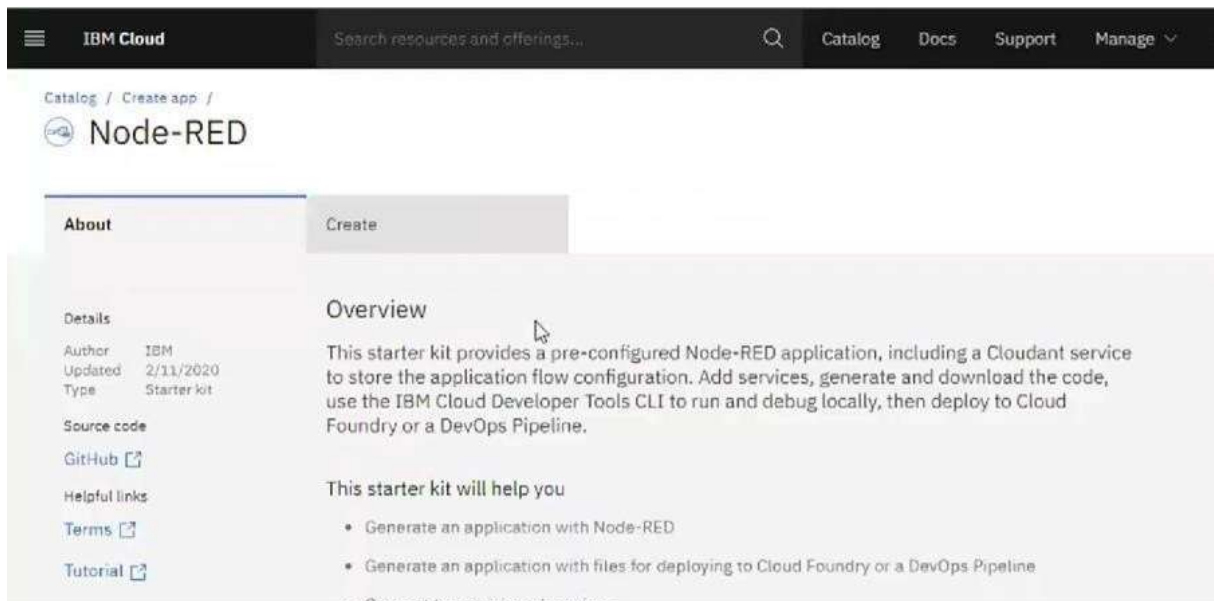 IBM Cloud
Search resources and offerings...
Catalog
Docs
Support
Manage
Catalog / Create app /
Node-RED
About
Create
Details
Author IBM
Updated 2/11/2020
Type Starter kit
Source code
GitHub
Helpful links
Terms
Tutorial
Overview
This starter kit provides a pre-configured Node-RED application, including a Cloudant service
to store the application flow configuration. Add services, generate and download the code,
use the IBM Cloud Developer Tools CLI to run and debug locally, then deploy to Cloud
Foundry or a DevOps Pipeline.
This starter kit will help you
• Generate an application with Node-RED
• Generate an application with files for deploying to Cloud Foundry or a DevOps Pipeline